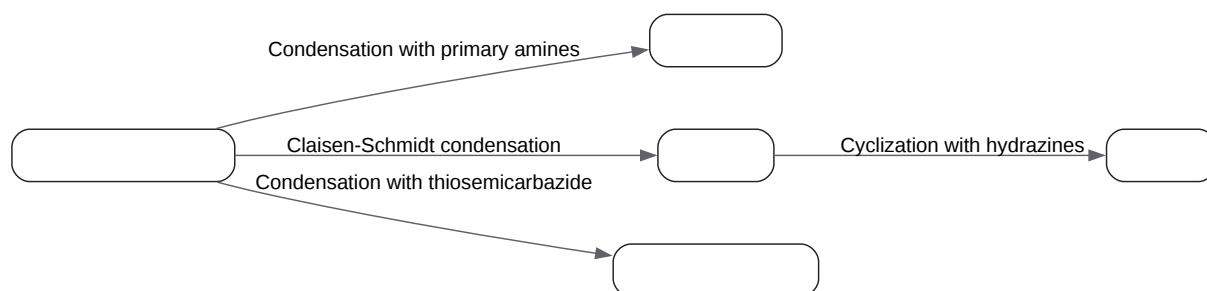 Condensation with primary amines
Claisen-Schmidt condensation
Cyclization with hydrazines
Condensation with thiosemicarbazide